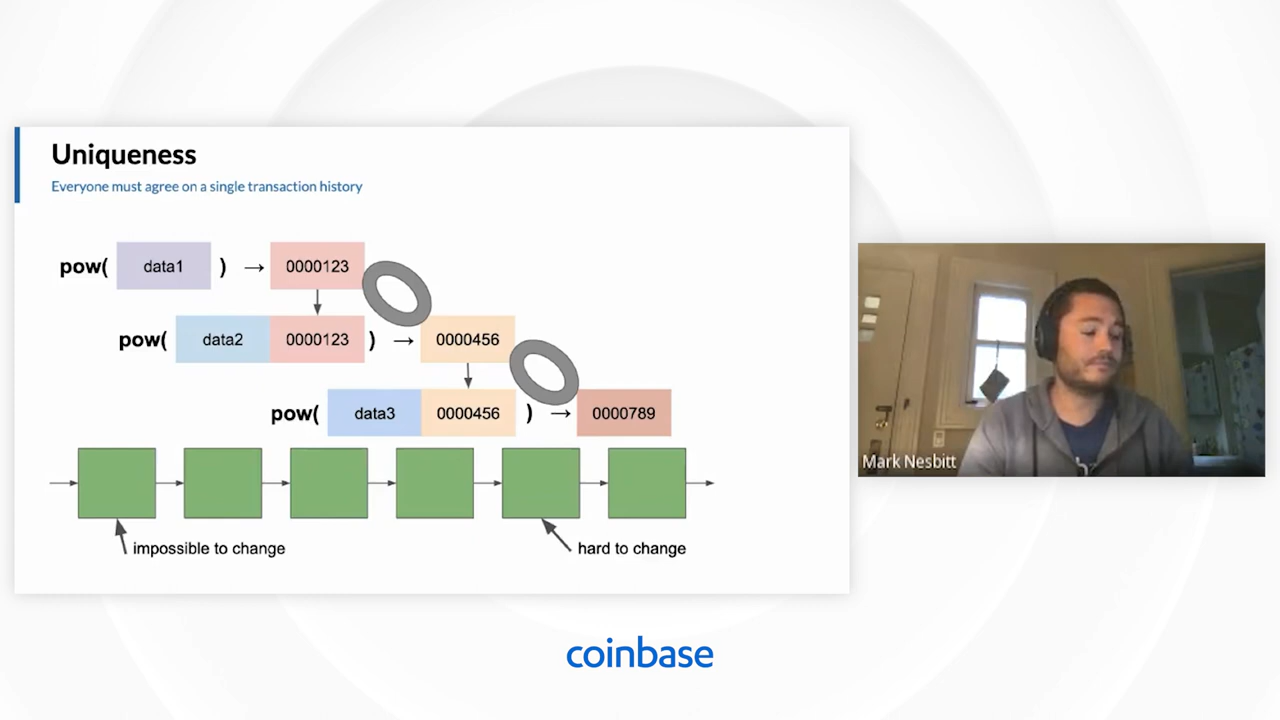 Uniqueness
Everyone must agree on a single transaction history
pow( data1 ) → 0000123
pow( data2 0000123 ) → 0000456
pow( data3 0000456 ) → 0000789
impossible to change
hard to change
Mark Nesbitt
coinbase